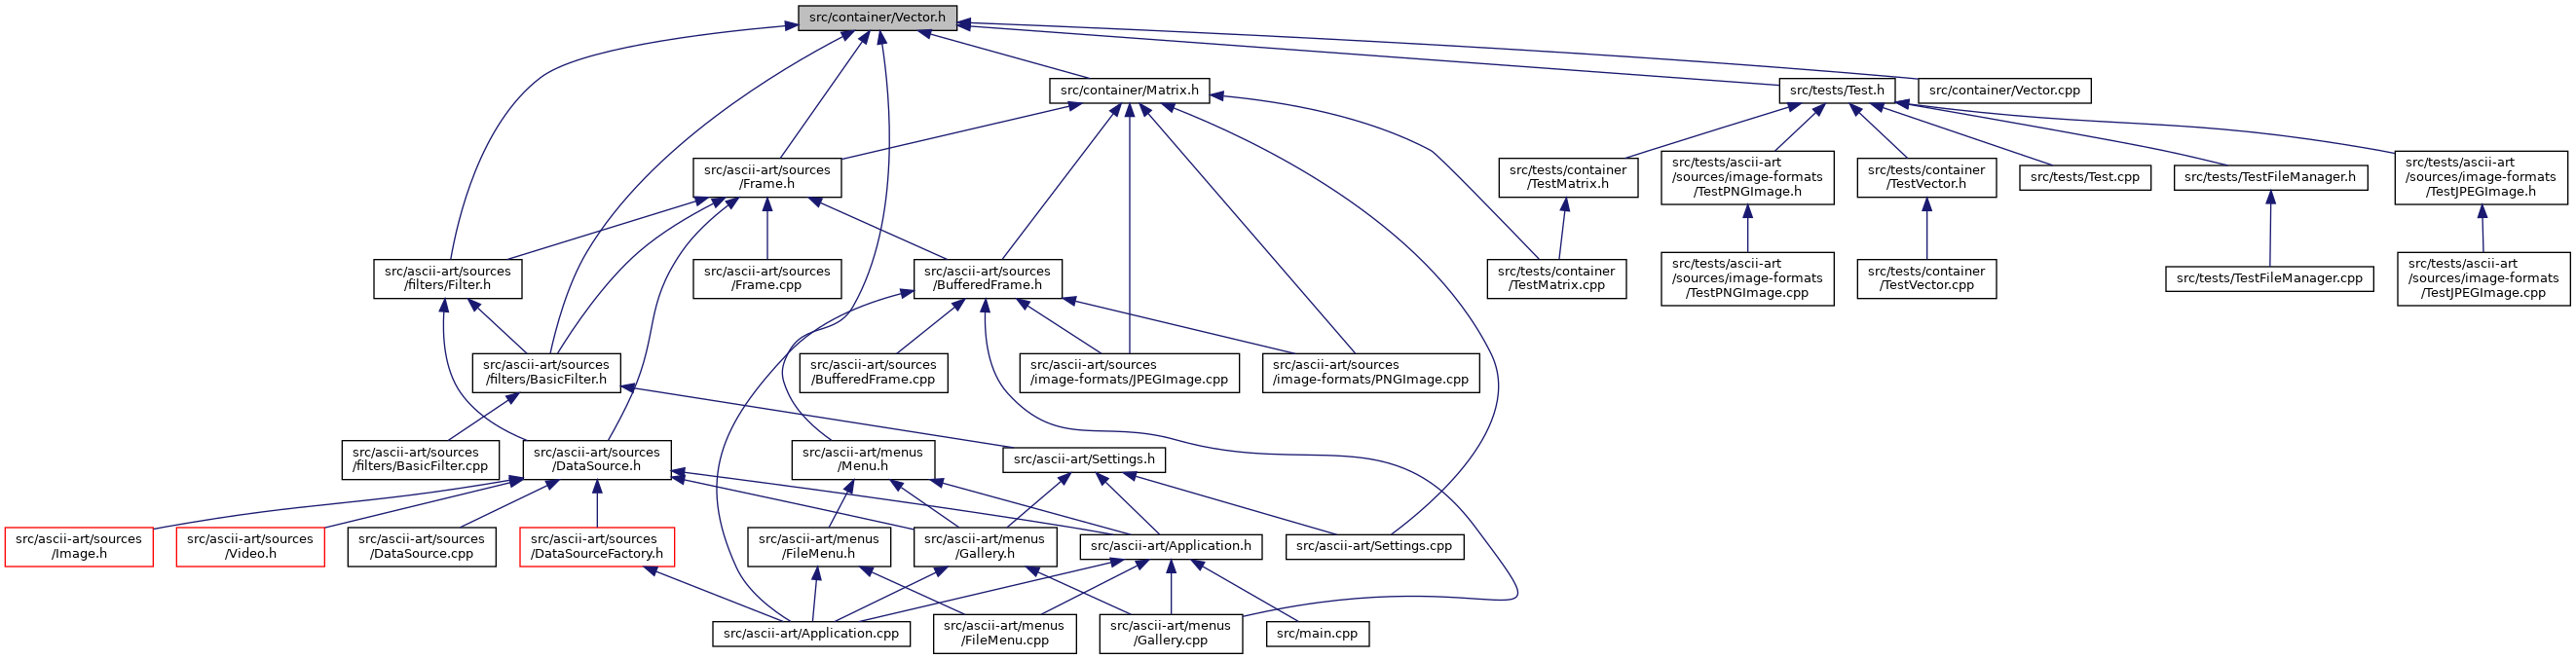 src/container/Vector.h
src/container/Matrix.h
src/tests/Test.h
src/container/Vector.cpp
src/ascii-art/sources
/Frame.h
src/tests/container
/TestMatrix.h
src/tests/ascii-art
/sources/image-formats
/TestPNGImage.h
src/tests/container
/TestVector.h
src/tests/Test.cpp
src/tests/TestFileManager.h
src/tests/ascii-art
/sources/image-formats
/TestJPEGImage.h
src/ascii-art/sources
/filters/Filter.h
src/ascii-art/sources
/Frame.cpp
src/ascii-art/sources
/BufferedFrame.h
src/tests/container
/TestMatrix.cpp
src/tests/ascii-art
/sources/image-formats
/TestPNGImage.cpp
src/tests/container
/TestVector.cpp
src/tests/TestFileManager.cpp
src/tests/ascii-art
/sources/image-formats
/TestJPEGImage.cpp
src/ascii-art/sources
/filters/BasicFilter.h
src/ascii-art/sources
/BufferedFrame.cpp
src/ascii-art/sources
/image-formats/JPEGImage.cpp
src/ascii-art/sources
/image-formats/PNGImage.cpp
src/ascii-art/sources
/filters/BasicFilter.cpp
src/ascii-art/sources
/DataSource.h
src/ascii-art/menus
/Menu.h
src/ascii-art/Settings.h
src/ascii-art/sources
/Image.h
src/ascii-art/sources
/Video.h
src/ascii-art/sources
/DataSource.cpp
src/ascii-art/sources
/DataSourceFactory.h
src/ascii-art/menus
/FileMenu.h
src/ascii-art/menus
/Gallery.h
src/ascii-art/Application.h
src/ascii-art/Settings.cpp
src/ascii-art/Application.cpp
src/ascii-art/menus
/FileMenu.cpp
src/ascii-art/menus
/Gallery.cpp
src/main.cpp